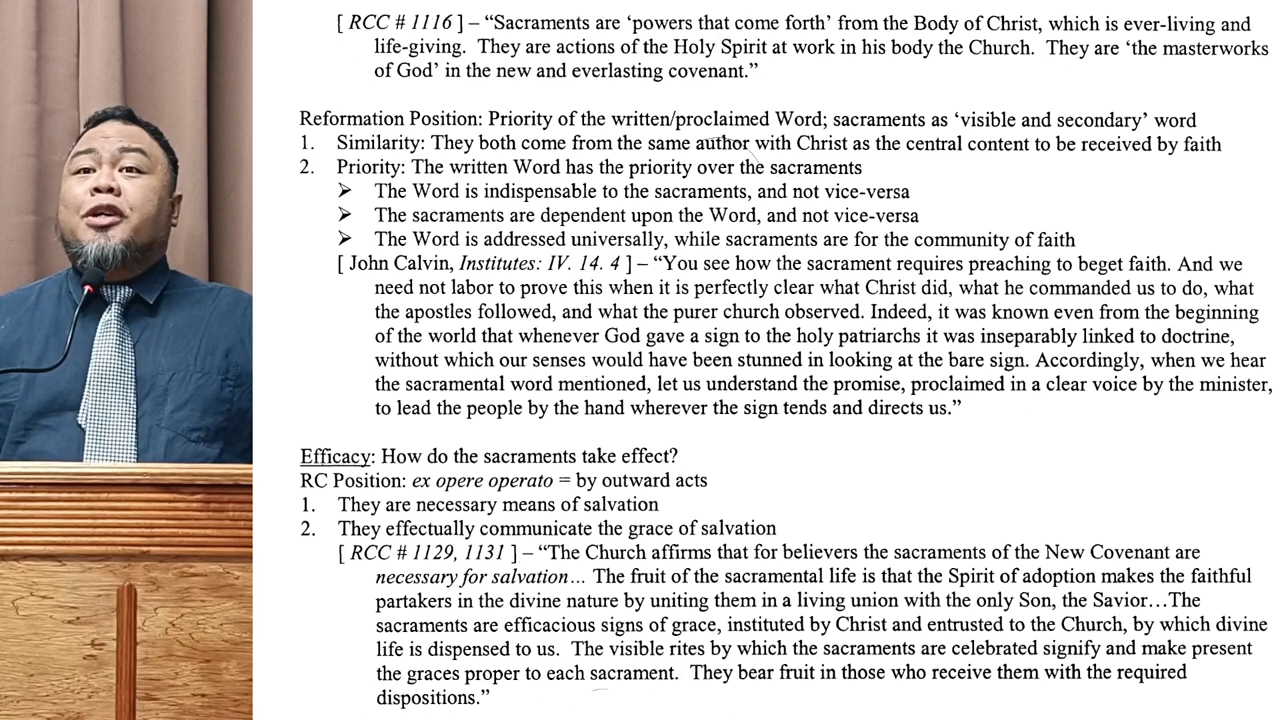 [ RCC # 1116 ] – “Sacraments are ‘powers that come forth’ from the Body of Christ, which is ever-living and
life-giving. They are actions of the Holy Spirit at work in his body the Church. They are ‘the masterworks
of God’ in the new and everlasting covenant.”
Reformation Position: Priority of the written/proclaimed Word; sacraments as ‘visible and secondary’ word
1. Similarity: They both come from the same author with Christ as the central content to be received by faith
2. Priority: The written Word has the priority over the sacraments
➢ The Word is indispensable to the sacraments, and not vice-versa
➢ The sacraments are dependent upon the Word, and not vice-versa
➢ The Word is addressed universally, while sacraments are for the community of faith
[ John Calvin, Institutes: IV. 14. 4 ] – “You see how the sacrament requires preaching to beget faith. And we
need not labor to prove this when it is perfectly clear what Christ did, what he commanded us to do, what
the apostles followed, and what the purer church observed. Indeed, it was known even from the beginning
of the world that whenever God gave a sign to the holy patriarchs it was inseparably linked to doctrine,
without which our senses would have been stunned in looking at the bare sign. Accordingly, when we hear
the sacramental word mentioned, let us understand the promise, proclaimed in a clear voice by the minister,
to lead the people by the hand wherever the sign tends and directs us.”
Efficacy: How do the sacraments take effect?
RC Position: ex opere operato = by outward acts
1. They are necessary means of salvation
2. They effectually communicate the grace of salvation
[ RCC # 1129, 1131 ] – “The Church affirms that for believers the sacraments of the New Covenant are
necessary for salvation… The fruit of the sacramental life is that the Spirit of adoption makes the faithful
partakers in the divine nature by uniting them in a living union with the only Son, the Savior…The
sacraments are efficacious signs of grace, instituted by Christ and entrusted to the Church, by which divine
life is dispensed to us. The visible rites by which the sacraments are celebrated signify and make present
the graces proper to each sacrament. They bear fruit in those who receive them with the required
dispositions.”